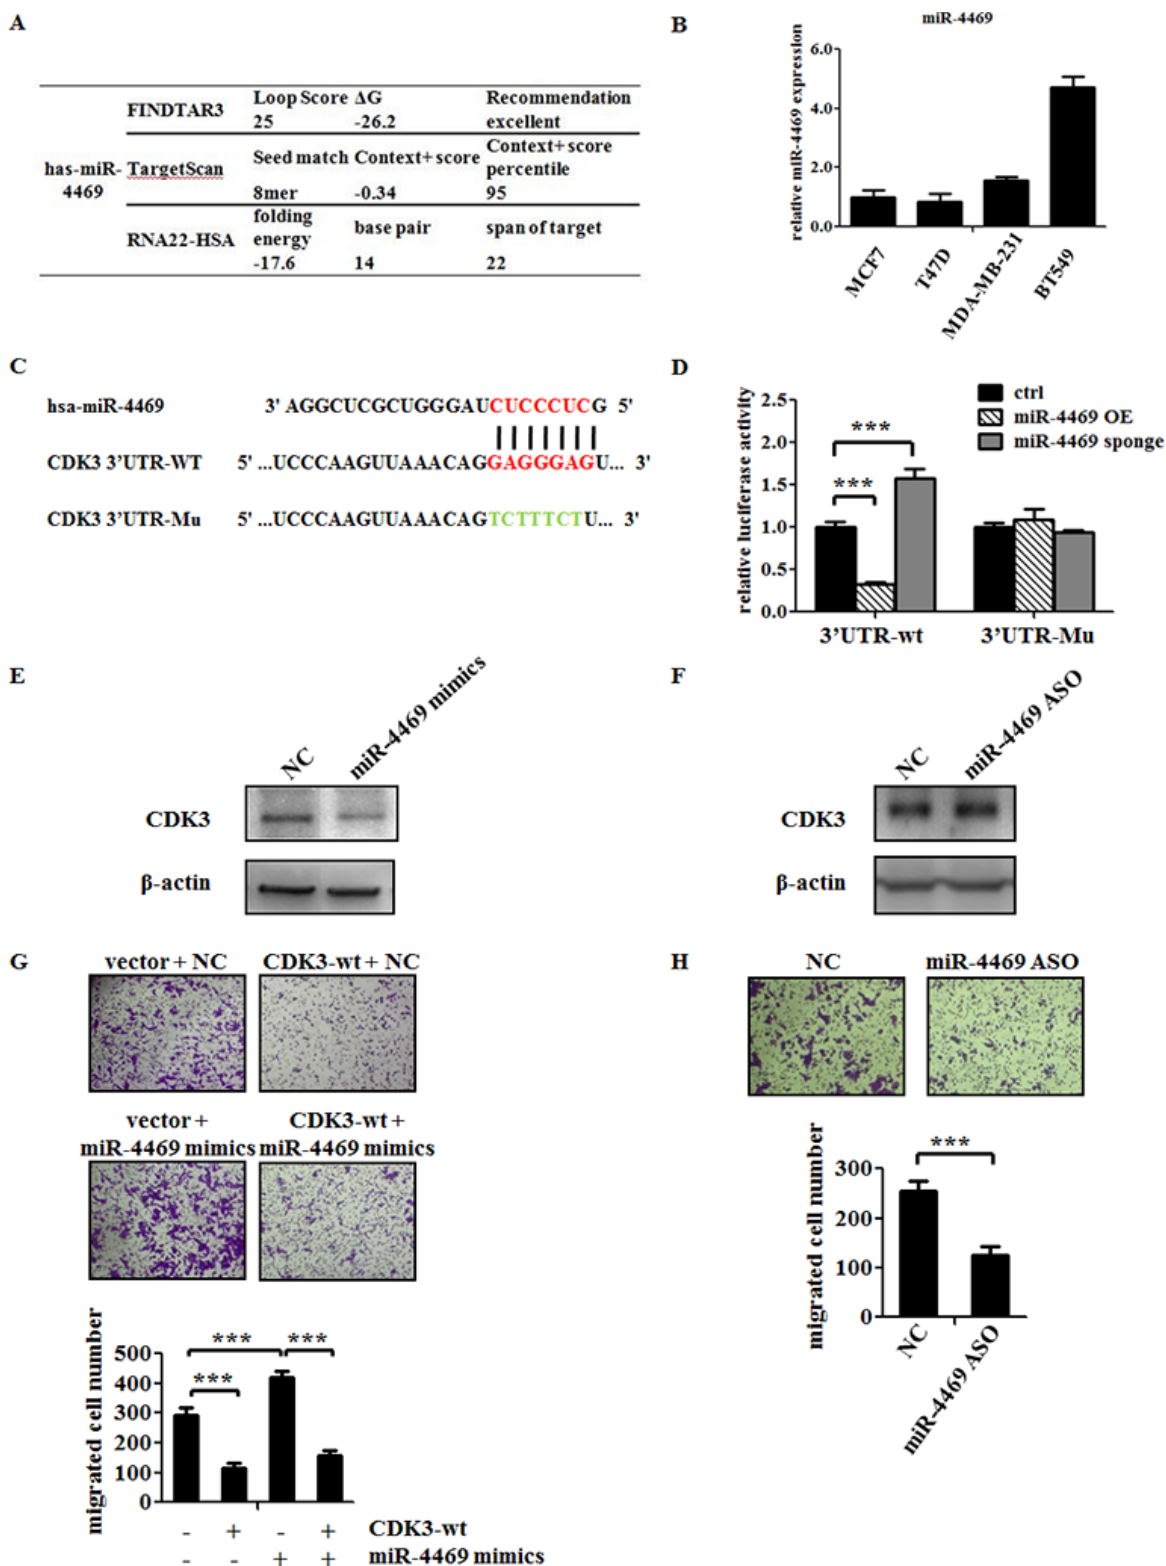 A
FINDTAR3 Loop Score ΔG Recommendation
25 -26.2 excellent
has-miR-4469 TargetScan Seed match Context+ score Context+ score percentile
8mer -0.34 95
RNA22-HSA folding energy base pair span of target
-17.6 14 22
B
miR-4469
relative miR-4469 expression
6.0
4.0
2.0
0.0
MCF7 T47D MDA-MB-231 BT549
C
hsa-miR-4469 3' AGGCUCGCUGGGAUCUCCCUCG 5'
CDK3 3'UTR-WT 5' ...UCCCAAGUUAAACAGGAGGGAGU... 3'
CDK3 3'UTR-Mu 5' ...UCCCAAGUUAAACAGTCTTTCTU... 3'
D
relative luciferase activity
2.5
2.0
1.5
1.0
0.5
0.0
ctrl
miR-4469 OE
miR-4469 sponge
***
***
3'UTR-wt 3'UTR-Mu
E
NC miR-4469 mimics
CDK3
β-actin
F
NC miR-4469 ASO
CDK3
β-actin
G
vector + NC CDK3-wt + NC
vector + miR-4469 mimics
CDK3-wt + miR-4469 mimics
migrated cell number
500
400
300
200
100
0
*** ***
***
- + - + CDK3-wt
- - + + miR-4469 mimics
H
NC miR-4469 ASO
migrated cell number
300
200
100
0
***
NC miR-4469 ASO